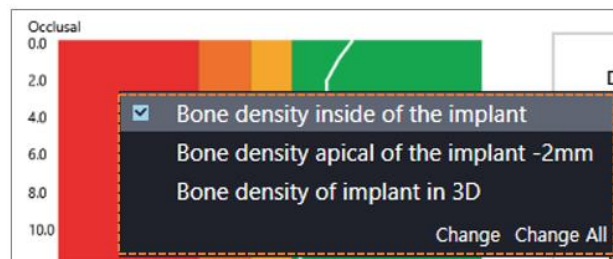 Occlusal
0.0
2.0
4.0
6.0
8.0
10.0
D
Bone density inside of the implant
Bone density apical of the implant -2mm
Bone density of implant in 3D
Change Change All